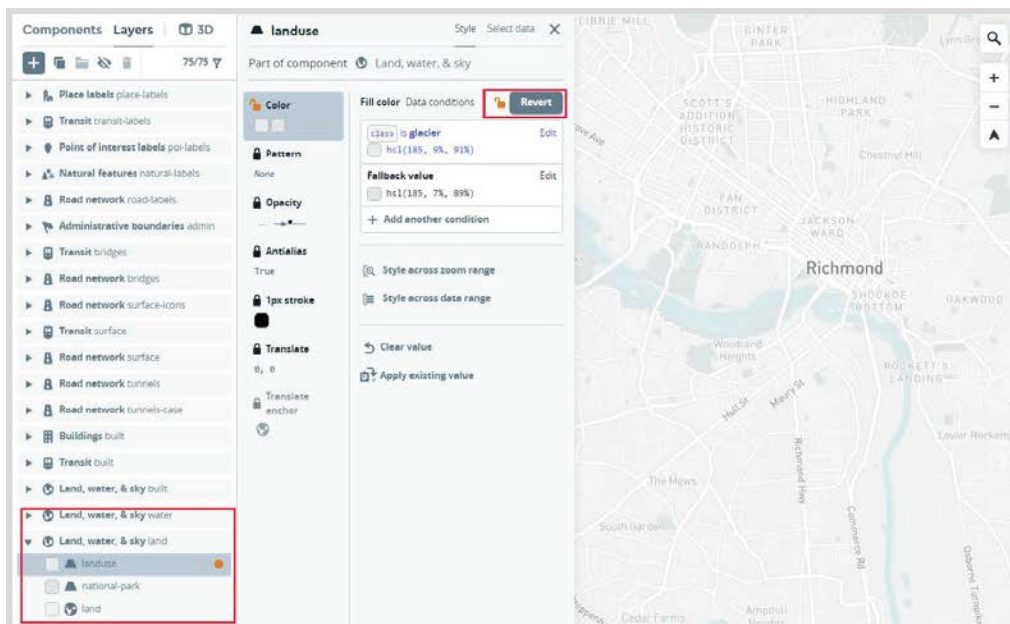 Components Layers 3D
75/75
Place labels place-labels
Transit transit-labels
Point of interest labels poi-labels
Natural features natural-labels
Road network road-labels
Administrative boundaries admin
Transit bridges
Road network bridges
Road network surface-icons
Transit surface
Road network surface
Road network tunnels
Road network tunnels-case
Buildings built
Transit built
Land, water, & sky built
Land, water, & sky water
Land, water, & sky land
landuse
national-park
land
landuse Style Select data
Part of component Land, water, & sky
Color
Pattern
None
Opacity
Antialias
True
1px stroke
Translate
0, 0
Translate
anchor
Fill color Data conditions Revert
class is glacier Edit
hsl(185, 9%, 91%)
Fallback value Edit
hsl(185, 7%, 89%)
Add another condition
Style across zoom range
Style across data range
Clear value
Apply existing value
LIBBIE MILL
GINTER
PARK
SCOTT'S
ADDITION
HISTORIC
DISTRICT
HIGHLAND
PARK
Chestnut Hill
FAN
DISTRICT
JACKSON
WARD
RANDOLPH
Richmond
SHOCKOE
BOTTOM
OAKWOOD
Woodland
Heights
ROCKETT'S
LANDING
Hull St
Maury St
Richmond Hwy
Lower Rocketts
The Mews
South Garden
Commerce Rd
Osborne Turnpike
Cedar Farms
Ampthill
Heights